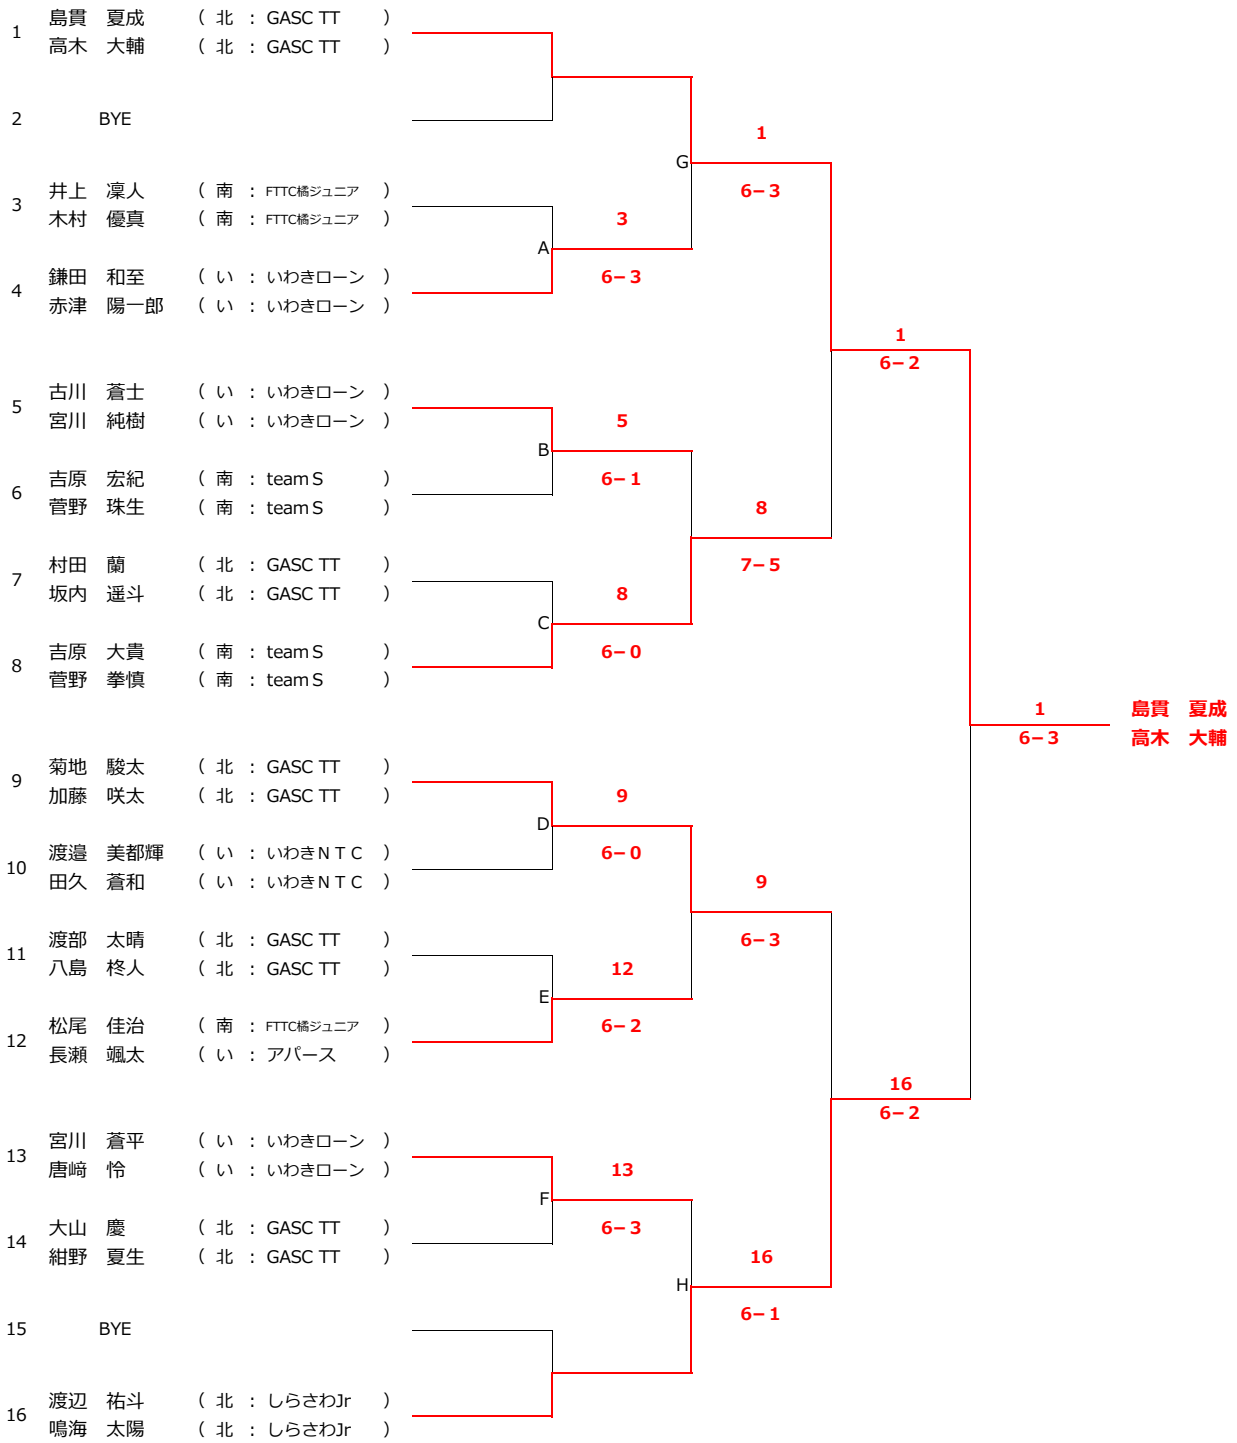 1 島貫　夏成 （ 北 ： GASC TT ）
高木　大輔 （ 北 ： GASC TT ）
2 BYE
1
G
6−3
3 井上　凜人 （ 南 ： FTTC橘ジュニア ）
木村　優真 （ 南 ： FTTC橘ジュニア ）
3
A
6−3
4 鎌田　和至 （ い ： いわきローン ）
赤津　陽一郎 （ い ： いわきローン ）
1
6−2
5 古川　蒼士 （ い ： いわきローン ）
宮川　純樹 （ い ： いわきローン ）
5
B
6−1
6 吉原　宏紀 （ 南 ： team S ）
菅野　珠生 （ 南 ： team S ）
8
7−5
7 村田　蘭 （ 北 ： GASC TT ）
坂内　遥斗 （ 北 ： GASC TT ）
8
C
6−0
8 吉原　大貴 （ 南 ： team S ）
菅野　拳慎 （ 南 ： team S ）
1 島貫　夏成
6−3 高木　大輔
9 菊地　駿太 （ 北 ： GASC TT ）
加藤　咲太 （ 北 ： GASC TT ）
9
D
6−0
10 渡邉　美都輝 （ い ： いわきＮＴＣ ）
田久　蒼和 （ い ： いわきＮＴＣ ）
9
6−3
11 渡部　太晴 （ 北 ： GASC TT ）
八島　柊人 （ 北 ： GASC TT ）
12
E
6−2
12 松尾　佳治 （ 南 ： FTTC橘ジュニア ）
長瀬　颯太 （ い ： アパース ）
16
6−2
13 宮川　蒼平 （ い ： いわきローン ）
唐﨑　怜 （ い ： いわきローン ）
13
F
6−3
14 大山　慶 （ 北 ： GASC TT ）
紺野　夏生 （ 北 ： GASC TT ）
16
H
6−1
15 BYE
16 渡辺　祐斗 （ 北 ： しらさわJr ）
鳴海　太陽 （ 北 ： しらさわJr ）